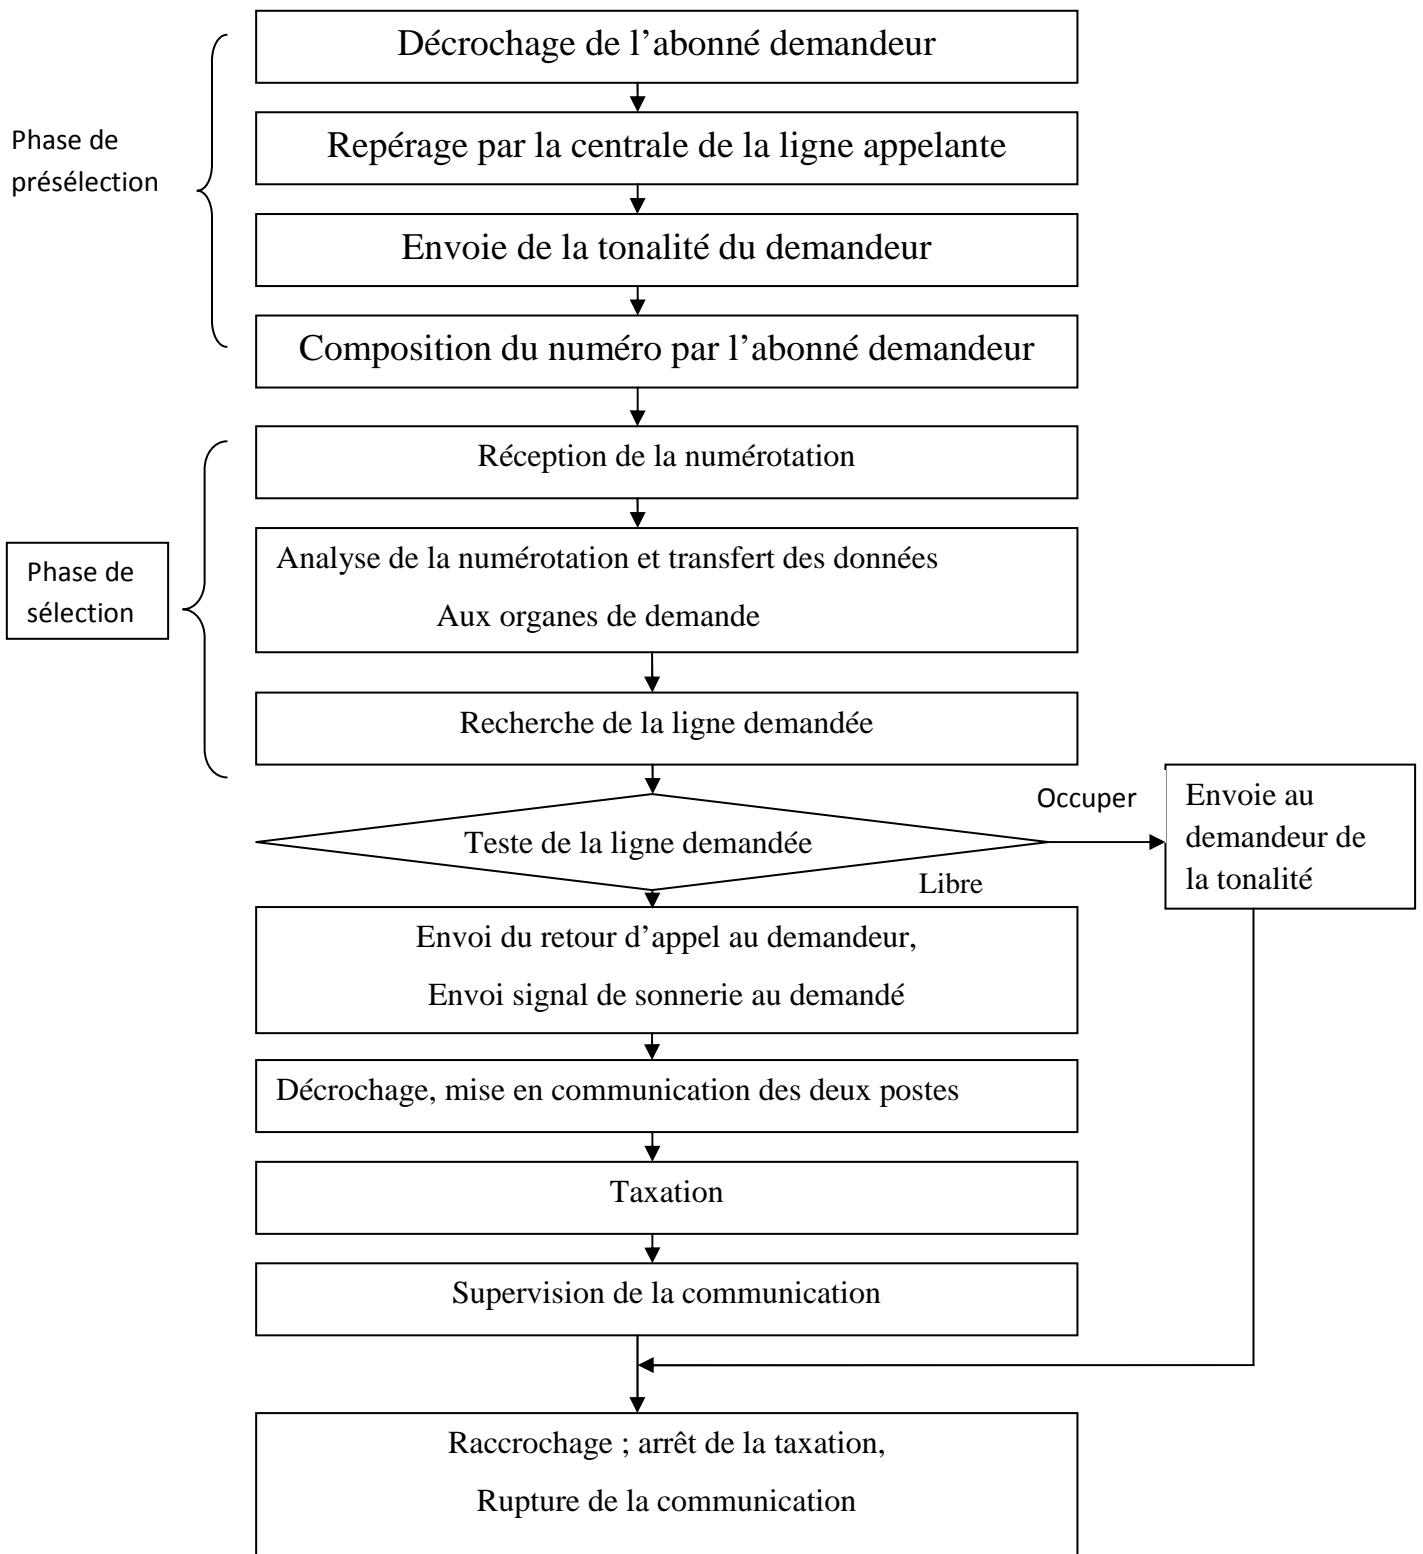 Décrochage de l’abonné demandeur
Phase de
présélection
Repérage par la centrale de la ligne appelante
Envoie de la tonalité du demandeur
Composition du numéro par l’abonné demandeur
Réception de la numérotation
Phase de
sélection
Analyse de la numérotation et transfert des données
Aux organes de demande
Recherche de la ligne demandée
Teste de la ligne demandée
Occuper
Envoie au
demandeur de
la tonalité
Libre
Envoi du retour d’appel au demandeur,
Envoi signal de sonnerie au demandé
Décrochage, mise en communication des deux postes
Taxation
Supervision de la communication
Raccrochage ; arrêt de la taxation,
Rupture de la communication